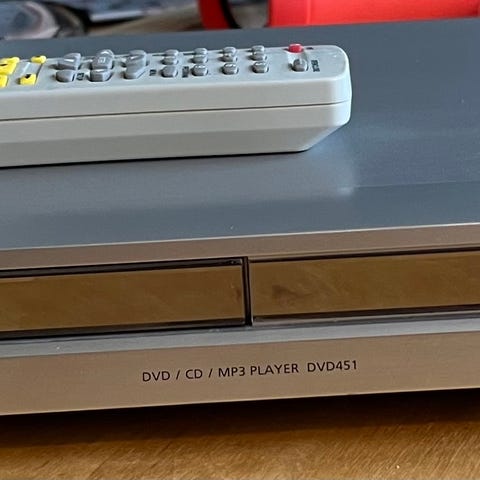 DVD / CD / MP3 PLAYER DVD451